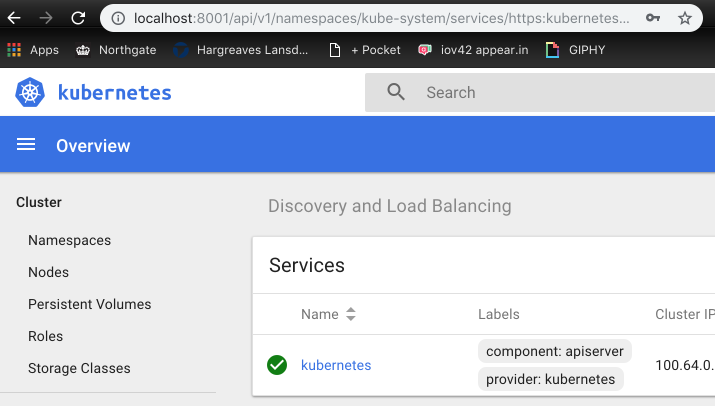 localhost:8001/api/v1/namespaces/kube-system/services/https:kubernetes...
Apps Northgate Hargreaves Lansd... + Pocket iov42 appear.in GIPHY
kubernetes Search
Overview
Cluster
Namespaces
Nodes
Persistent Volumes
Roles
Storage Classes
Discovery and Load Balancing
Services
Name Labels Cluster IP
kubernetes component: apiserver 100.64.0.
provider: kubernetes